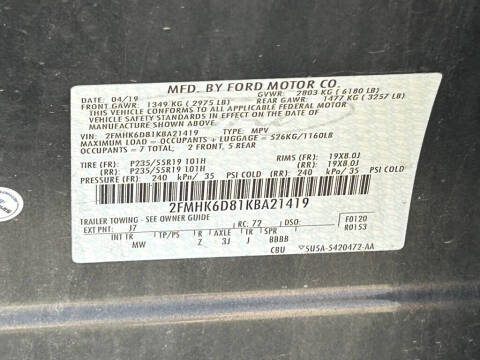 MFD. BY FORD MOTOR CO.
DATE: 04/19 GVWR: 2803 KG ( 6180 LB)
FRONT GAWR: 1349 KG ( 2975 LB) REAR GAWR: 1477 KG ( 3257 LB)
THIS VEHICLE CONFORMS TO ALL APPLICABLE FEDERAL MOTOR
VEHICLE SAFETY AND BUMPER STANDARDS IN EFFECT ON THE DATE OF
MANUFACTURE SHOWN ABOVE.
VIN: 2FMHK6D81KBA21419 TYPE: MPV
MAXIMUM LOAD = OCCUPANTS + LUGGAGE = 526KG/1160LB
OCCUPANTS = 7 TOTAL, 2 FRONT, 5 REAR
TIRE (FR): P235/55R19 101H RIMS (FR): 19X8.0J
(RR): P235/55R19 101H (RR): 19X8.0J
PRESSURE (FR): 240 kPa/ 35 (RR): 240 kPa/ 35
2FMHK6D81KBA21419
TRAILER TOWING - SEE OWNER GUIDE
EXT PNT: J7 RC: 72 DSO: F0120
R0153
INT TR TP/PS R AXLE TR SPR
MW Z 3J J BBBB
CBU 5USA-5420472-AA